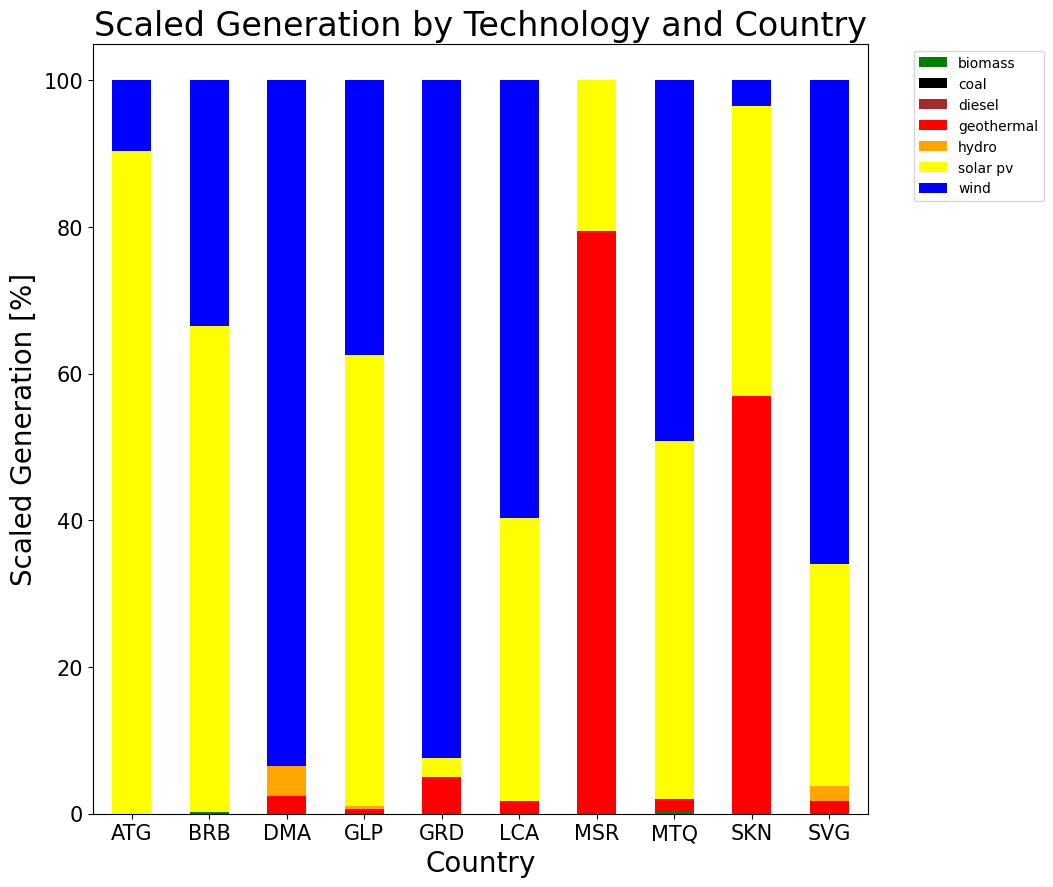 Scaled Generation by Technology and Country
Scaled Generation [%]
100
80
60
40
20
0
ATG BRB DMA GLP GRD LCA MSR MTQ SKN SVG
Country
biomass
coal
diesel
geothermal
hydro
solar pv
wind